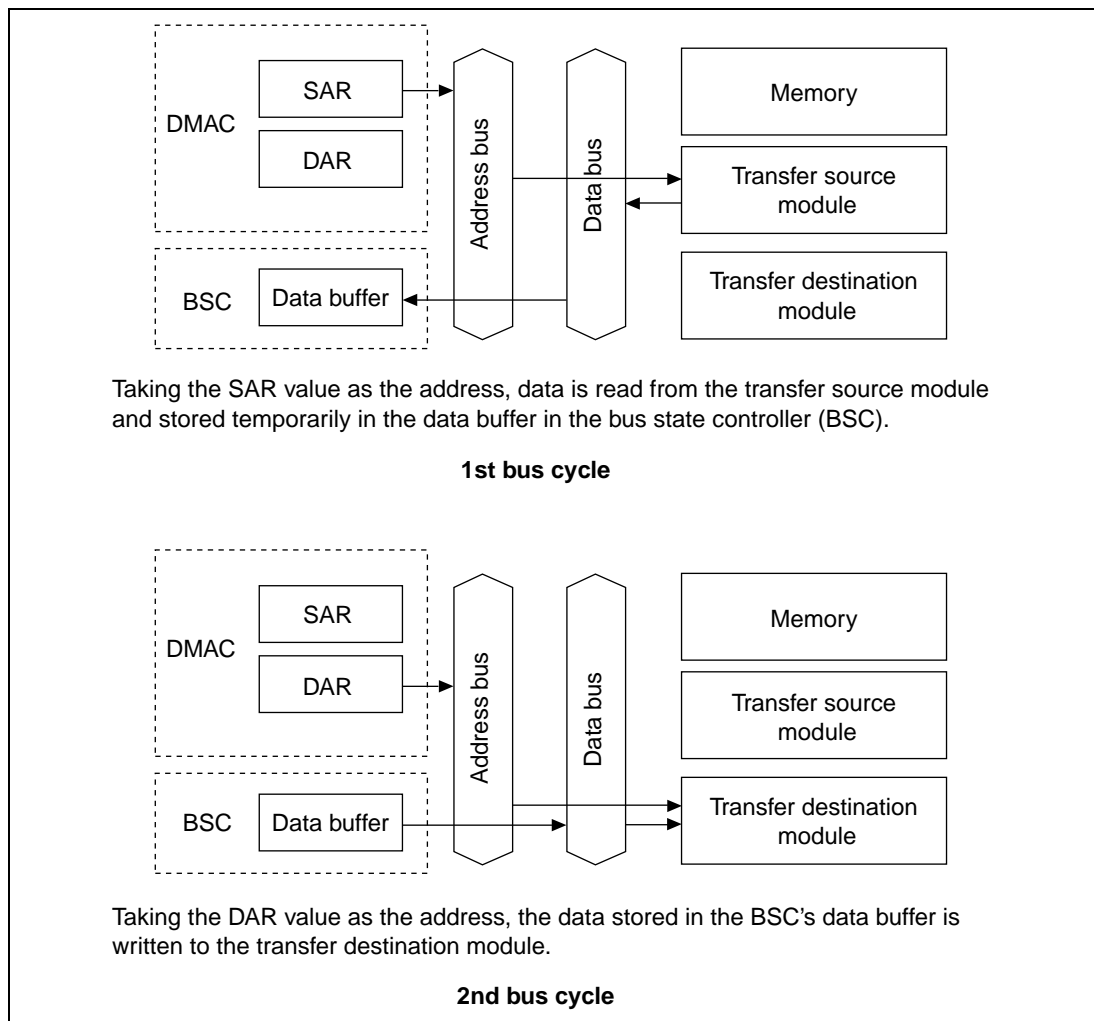 SAR
DMAC
DAR
Address bus
Data bus
Memory
Transfer source
module
BSC
Data buffer
Transfer destination
module
Taking the SAR value as the address, data is read from the transfer source module
and stored temporarily in the data buffer in the bus state controller (BSC).
1st bus cycle
SAR
DMAC
DAR
Address bus
Data bus
Memory
Transfer source
module
BSC
Data buffer
Transfer destination
module
Taking the DAR value as the address, the data stored in the BSC’s data buffer is
written to the transfer destination module.
2nd bus cycle